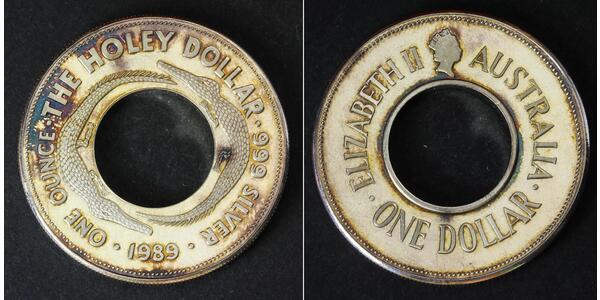 THE HOLEY DOLLAR · 999 SILVER · 1989 · ONE OUNCE ·
ELIZABETH II AUSTRALIA · ONE DOLLAR ·